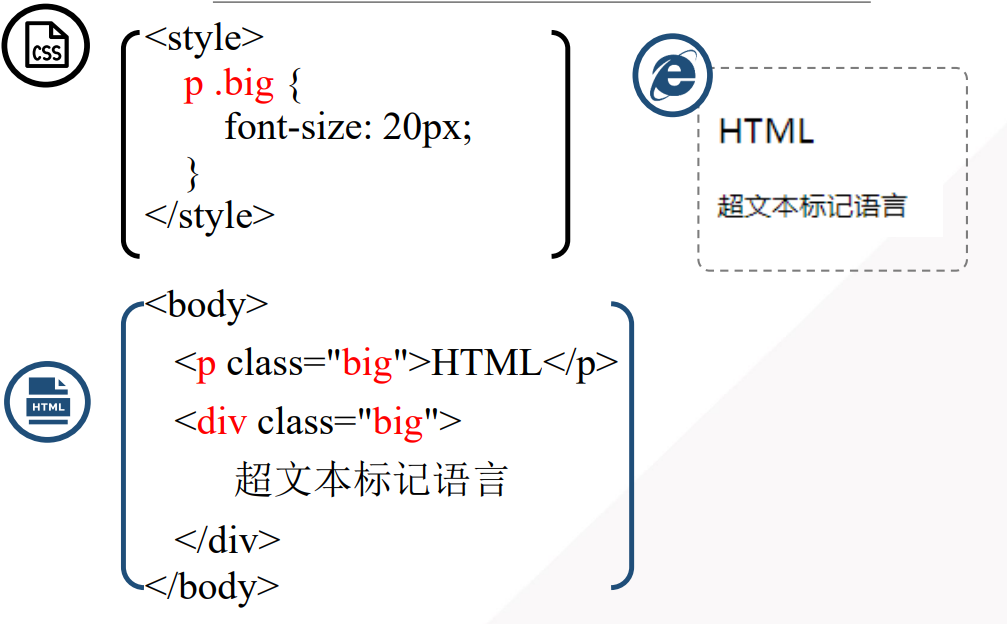 CSS
<style>
p .big {
font-size: 20px;
}
</style>
HTML
超文本标记语言
<body>
<p class="big">HTML</p>
<div class="big">
超文本标记语言
</div>
</body>
HTML